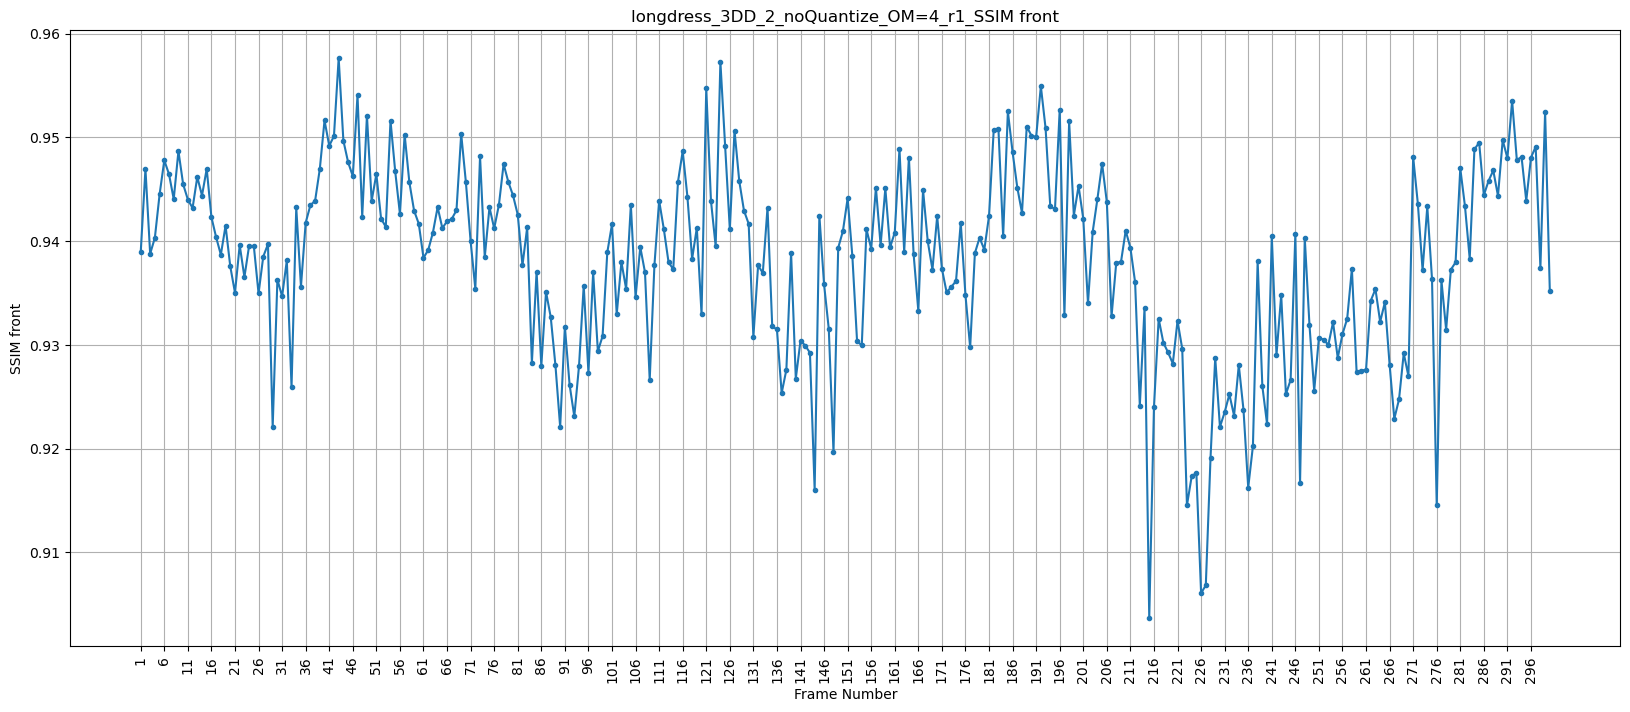 longdress_3DD_2_noQuantize_OM=4_r1_SSIM front
0.96
0.95
0.94
0.93
0.92
0.91
SSIM front
1 6 11 16 21 26 31 36 41 46 51 56 61 66 71 76 81 86 91 96 101 106 111 116 121 126 131 136 141 146 151 156 161 166 171 176 181 186 191 196 201 206 211 216 221 226 231 236 241 246 251 256 261 266 271 276 281 286 291 296
Frame Number